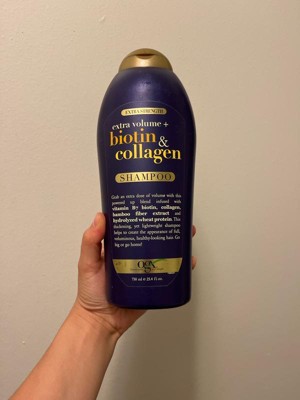 EXTRA STRENGTH
extra volume +
biotin
& collagen
SHAMPOO
Grab an extra dose of volume with this
powered up blend infused with
vitamin B7 biotin, collagen,
bamboo fiber extract and
hydrolyzed wheat protein. This
thickening, yet lightweight shampoo
helps to create the appearance of full,
voluminous, healthy-looking hair. Go
big or go home!
ogx
750 ml e 25.4 fl oz.